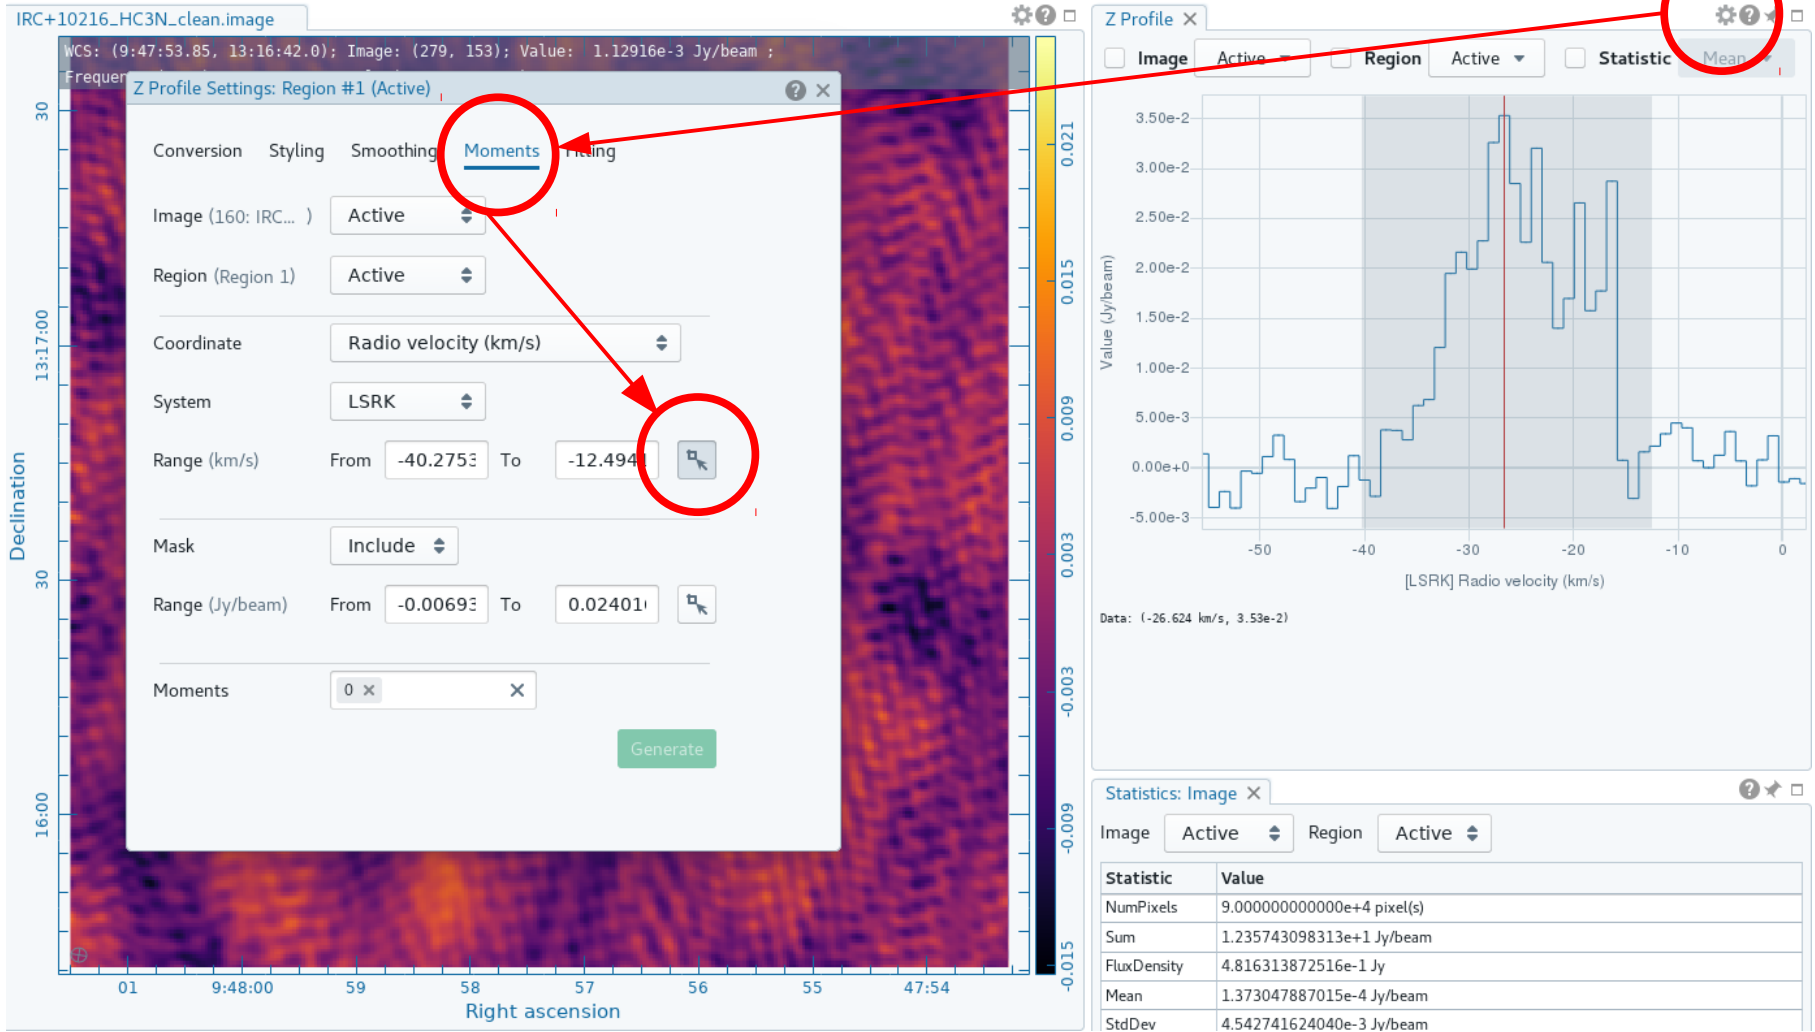 IRC+10216_HC3N_clean.image
WCS: (9:47:53.85, 13:16:42.0); Image: (279, 153); Value: 1.12916e-3 Jy/beam ;
Z Profile Settings: Region #1 (Active)
Conversion Styling Smoothing Moments
Image (160: IRC... ) Active
Region (Region 1) Active
Coordinate Radio velocity (km/s)
System LSRK
Range (km/s) From -40.2753 To -12.4941
Mask Include
Range (Jy/beam) From -0.00693 To 0.02401
Moments 0
Generate
Declination
30
13:17:00
30
16:00
01 9:48:00 59 58 57 56 55 47:54
Right ascension
0.021
0.015
0.009
0.003
-0.003
-0.009
-0.015
Z Profile
Image Active Region Active Statistic Mean
Value (Jy/beam)
3.50e-2
3.00e-2
2.50e-2
2.00e-2
1.50e-2
1.00e-2
5.00e-3
0.00e+0
-5.00e-3
-50 -40 -30 -20 -10 0
[LSRK] Radio velocity (km/s)
Data: (-26.624 km/s, 3.53e-2)
Statistics: Image
Image Active Region Active
Statistic Value
NumPixels 9.000000000000e+4 pixel(s)
Sum 1.235743098313e+1 Jy/beam
FluxDensity 4.816313872516e-1 Jy
Mean 1.373047887015e-4 Jy/beam
StdDev 4.542741624040e-3 Jy/beam